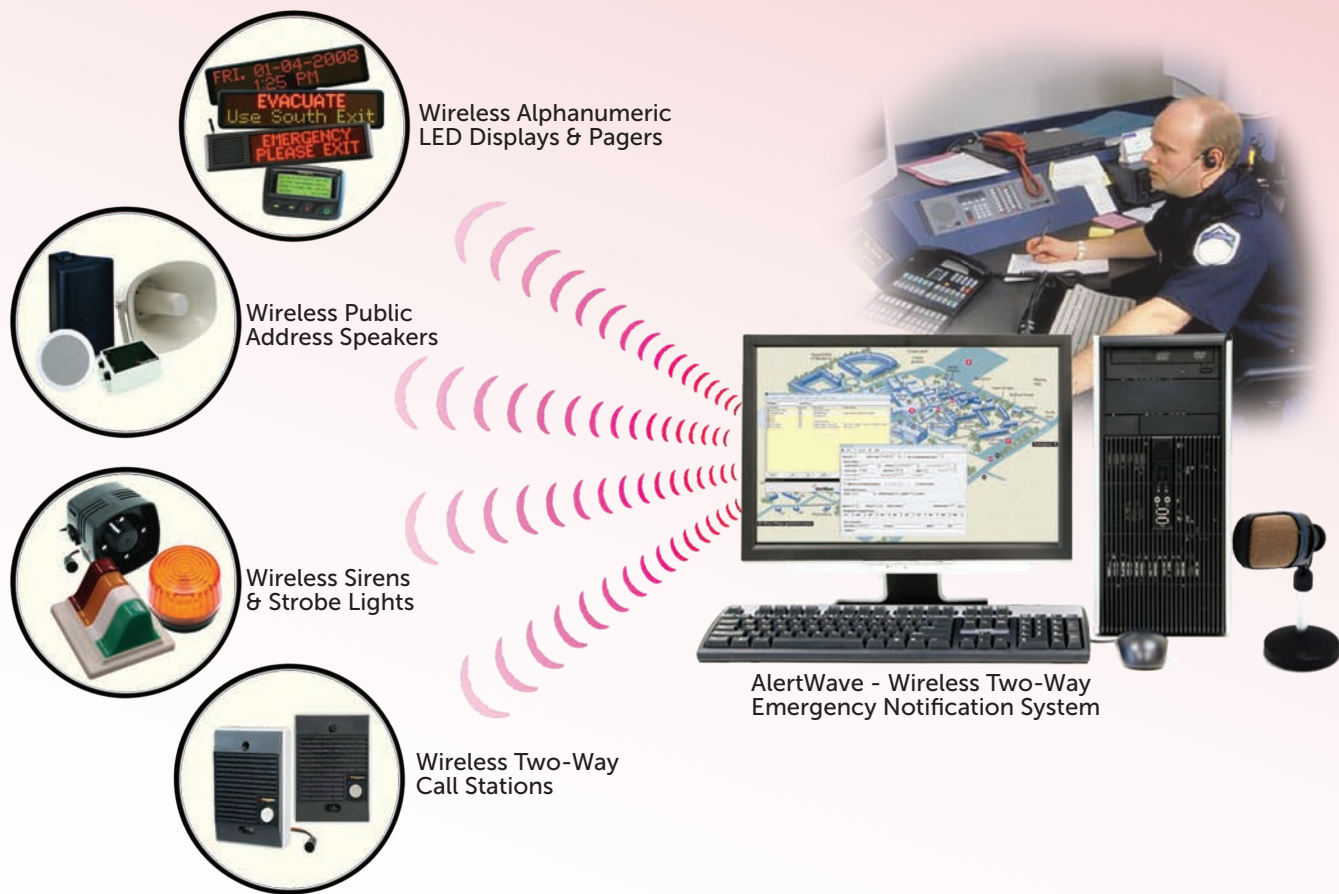 FRI. 01-04-2008
1:25 PM
EVACUATE
Use South Exit
EMERGENCY
PLEASE EXIT
Wireless Alphanumeric
LED Displays & Pagers
Wireless Public
Address Speakers
Wireless Sirens
& Strobe Lights
Wireless Two-Way
Call Stations
AlertWave - Wireless Two-Way
Emergency Notification System